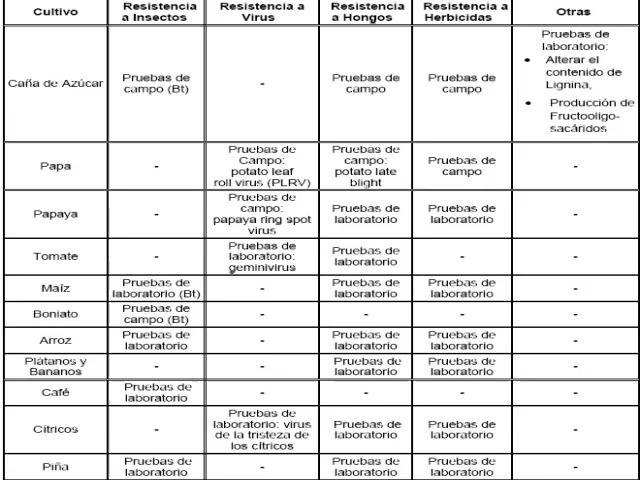 Cultivo
Resistencia
a Insectos
Resistencia a
Virus
Resistencia
a Hongos
Resistencia a
Herbicidas
Otras
Caña de Azúcar
Pruebas de
campo (Bt)
-
Pruebas de
campo
Pruebas de
campo
Pruebas de
laboratorio:
• Alterar el
contenido de
Lignina,
• Producción de
Fructooligo-
sacáridos
Papa
-
Pruebas de
Campo:
potato leaf
roll virus (PLRV)
Pruebas de
campo:
potato late
blight
Pruebas de
campo
-
Papaya
-
Pruebas de
campo:
papaya ring spot
virus
Pruebas de
laboratorio
Pruebas de
laboratorio
-
Tomate
-
Pruebas de
laboratorio:
geminivirus
Pruebas de
laboratorio
-
-
Maíz
Pruebas de
laboratorio (Bt)
-
Pruebas de
laboratorio
Pruebas de
laboratorio
-
Boniato
Pruebas de
campo (Bt)
-
-
-
-
Arroz
Pruebas de
laboratorio
-
Pruebas de
laboratorio
Pruebas de
laboratorio
-
Plátanos y
Bananos
-
-
Pruebas de
laboratorio
Pruebas de
laboratorio
-
Café
Pruebas de
laboratorio
-
-
-
-
Cítricos
-
Pruebas de
laboratorio: virus
de la tristeza de
los cítricos
Pruebas de
laboratorio
Pruebas de
laboratorio
-
Piña
Pruebas de
laboratorio
-
Pruebas de
laboratorio
Pruebas de
laboratorio
-